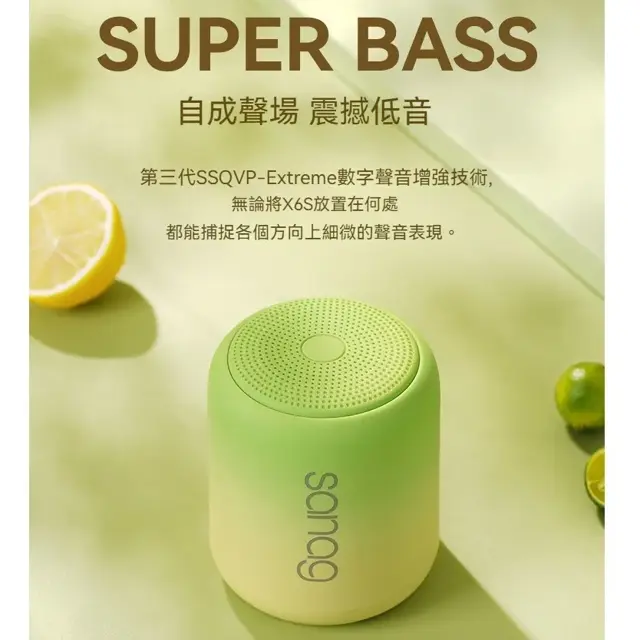 SUPER BASS
自成聲場 震撼低音
第三代SSQVP-Extreme數字聲音增強技術,
無論將X6S放置在何處
都能捕捉各個方向上細微的聲音表現。
sanag